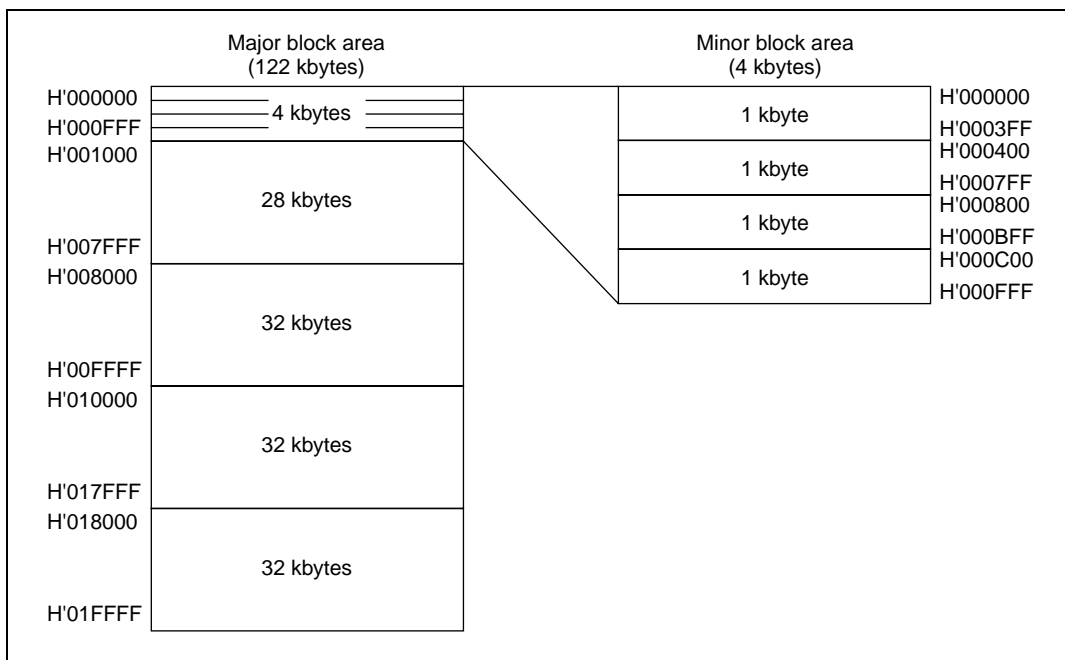 Major block area
(122 kbytes)
H'000000
4 kbytes
H'000FFF
H'001000
28 kbytes
H'007FFF
H'008000
32 kbytes
H'00FFFF
H'010000
32 kbytes
H'017FFF
H'018000
32 kbytes
H'01FFFF
Minor block area
(4 kbytes)
H'000000
1 kbyte
H'0003FF
H'000400
1 kbyte
H'0007FF
H'000800
1 kbyte
H'000BFF
H'000C00
1 kbyte
H'000FFF